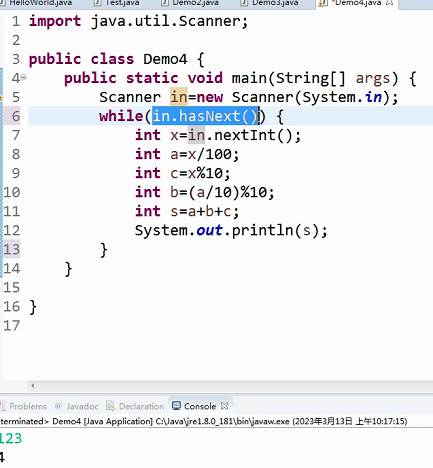 HelloWorld.java Test.java Demo2.java Demo3.java *Demo4.java
1 import java.util.Scanner;
2
3 public class Demo4 {
4 public static void main(String[] args) {
5 Scanner in=new Scanner(System.in);
6 while(in.hasNext()) {
7 int x=in.nextInt();
8 int a=x/100;
9 int c=x%10;
10 int b=(a/10)%10;
11 int s=a+b+c;
12 System.out.println(s);
13 }
14 }
15
16 }
17
Problems @ Javadoc Declaration Console
terminated> Demo4 [Java Application] C:\Java\jre1.8.0_181\bin\javaw.exe (2023年3月13日 上午10:17:15)
123
4